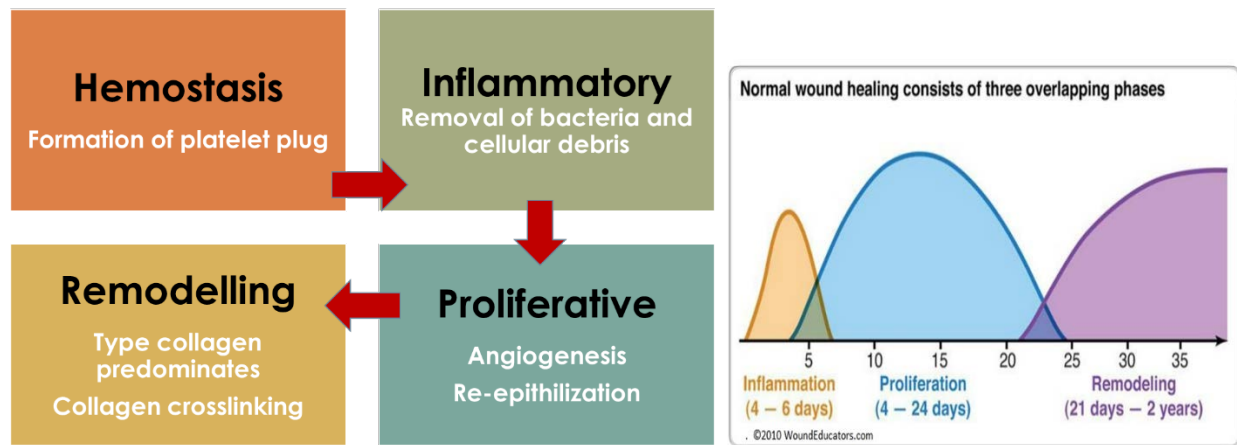 Hemostasis
Formation of platelet plug
Inflammatory
Removal of bacteria and
cellular debris
Remodelling
Type collagen
predominates
Collagen crosslinking
Proliferative
Angiogenesis
Re-epithilization
Normal wound healing consists of three overlapping phases
5 10 15 20 25 30 35
Inflammation Proliferation Remodeling
(4 – 6 days) (4 – 24 days) (21 days – 2 years)
. ©2010 WoundEducators.com